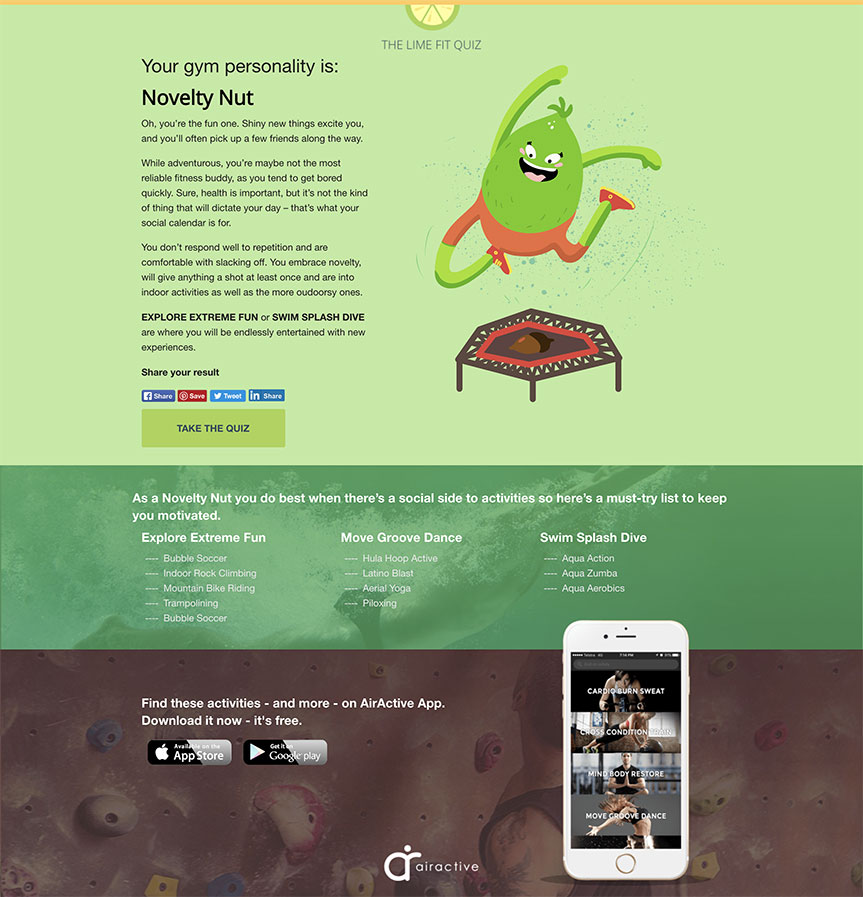 THE LIME FIT QUIZ
Your gym personality is:
Novelty Nut
Oh, you're the fun one. Shiny new things excite you,
and you'll often pick up a few friends along the way.
While adventurous, you're maybe not the most
reliable fitness buddy, as you tend to get bored
quickly. Sure, health is important, but it's not the kind
of thing that will dictate your day – that's what your
social calendar is for.
You don't respond well to repetition and are
comfortable with slacking off. You embrace novelty,
will give anything a shot at least once and are into
indoor activities as well as the more oudoorsy ones.
EXPLORE EXTREME FUN or SWIM SPLASH DIVE
are where you will be endlessly entertained with new
experiences.
Share your result
Share Save Tweet in Share
TAKE THE QUIZ
As a Novelty Nut you do best when there's a social side to activities so here's a must-try list to keep
you motivated.
Explore Extreme Fun
---- Bubble Soccer
---- Indoor Rock Climbing
---- Mountain Bike Riding
---- Trampolining
---- Bubble Soccer
Move Groove Dance
---- Hula Hoop Active
---- Latino Blast
---- Aerial Yoga
---- Piloxing
Swim Splash Dive
---- Aqua Action
---- Aqua Zumba
---- Aqua Aerobics
Find these activities - and more - on AirActive App.
Download it now - it's free.
Available on the
App Store
Get it on
Google play
7:14 PM
CARDIO BURN SWEAT
CROSS CONDITION TRAIN
MIND BODY RESTORE
MOVE GROOVE DANCE
airactive